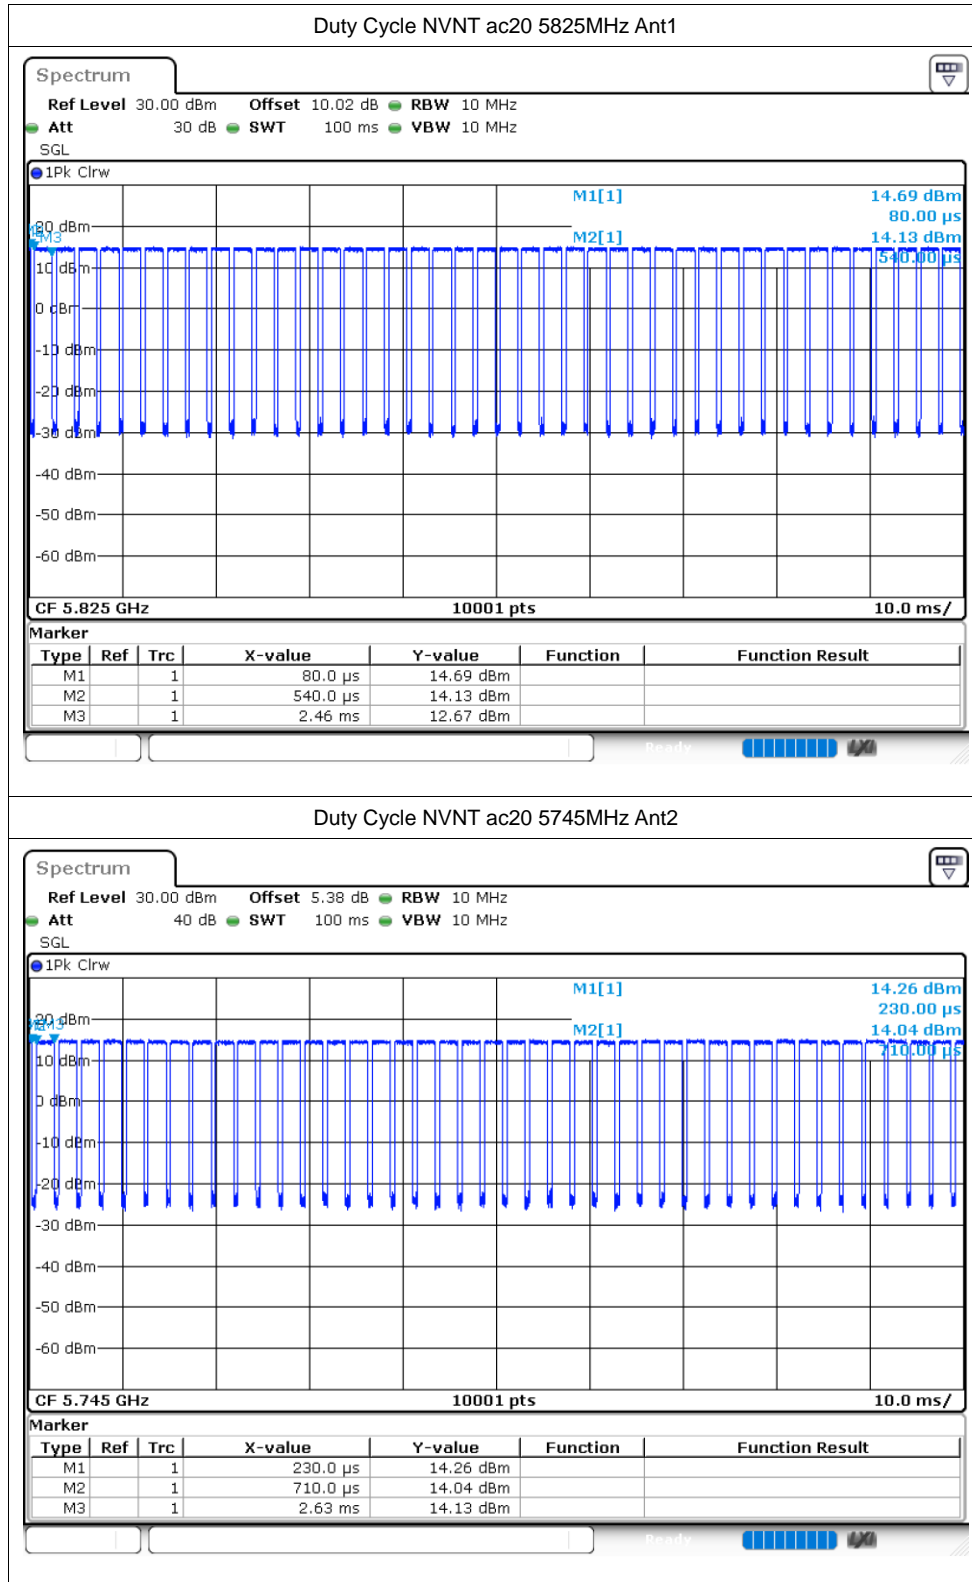 Duty Cycle NVNT ac20 5825MHz Ant1
Spectrum
Ref Level 30.00 dBm Offset 10.02 dB RBW 10 MHz
Att 30 dB SWT 100 ms VBW 10 MHz
SGL
1Pk Clrw
M1[1] 14.69 dBm
80.00 µs
20 dBm
M3 M2[1] 14.13 dBm
540.00 µs
10 dBm
0 dBm
-10 dBm
-20 dBm
-30 dBm
-40 dBm
-50 dBm
-60 dBm
CF 5.825 GHz 10001 pts 10.0 ms/
Marker
Type Ref Trc X-value Y-value Function Function Result
M1 1 80.0 µs 14.69 dBm
M2 1 540.0 µs 14.13 dBm
M3 1 2.46 ms 12.67 dBm
Ready LXI
Duty Cycle NVNT ac20 5745MHz Ant2
Spectrum
Ref Level 30.00 dBm Offset 5.38 dB RBW 10 MHz
Att 40 dB SWT 100 ms VBW 10 MHz
SGL
1Pk Clrw
M1[1] 14.26 dBm
230.00 µs
20 dBm
M3 M2[1] 14.04 dBm
710.00 µs
10 dBm
0 dBm
-10 dBm
-20 dBm
-30 dBm
-40 dBm
-50 dBm
-60 dBm
CF 5.745 GHz 10001 pts 10.0 ms/
Marker
Type Ref Trc X-value Y-value Function Function Result
M1 1 230.0 µs 14.26 dBm
M2 1 710.0 µs 14.04 dBm
M3 1 2.63 ms 14.13 dBm
Ready LXI